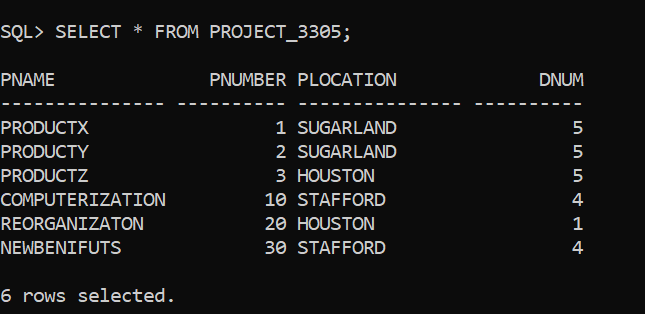 SQL> SELECT * FROM PROJECT_3305;
PNAME              PNUMBER PLOCATION             DNUM
--------------- ---------- --------------- ----------
PRODUCTX                 1 SUGARLAND                5
PRODUCTY                 2 SUGARLAND                5
PRODUCTZ                 3 HOUSTON                  5
COMPUTERIZATION         10 STAFFORD                 4
REORGANIZATON           20 HOUSTON                  1
NEWBENIFUTS             30 STAFFORD                 4
6 rows selected.